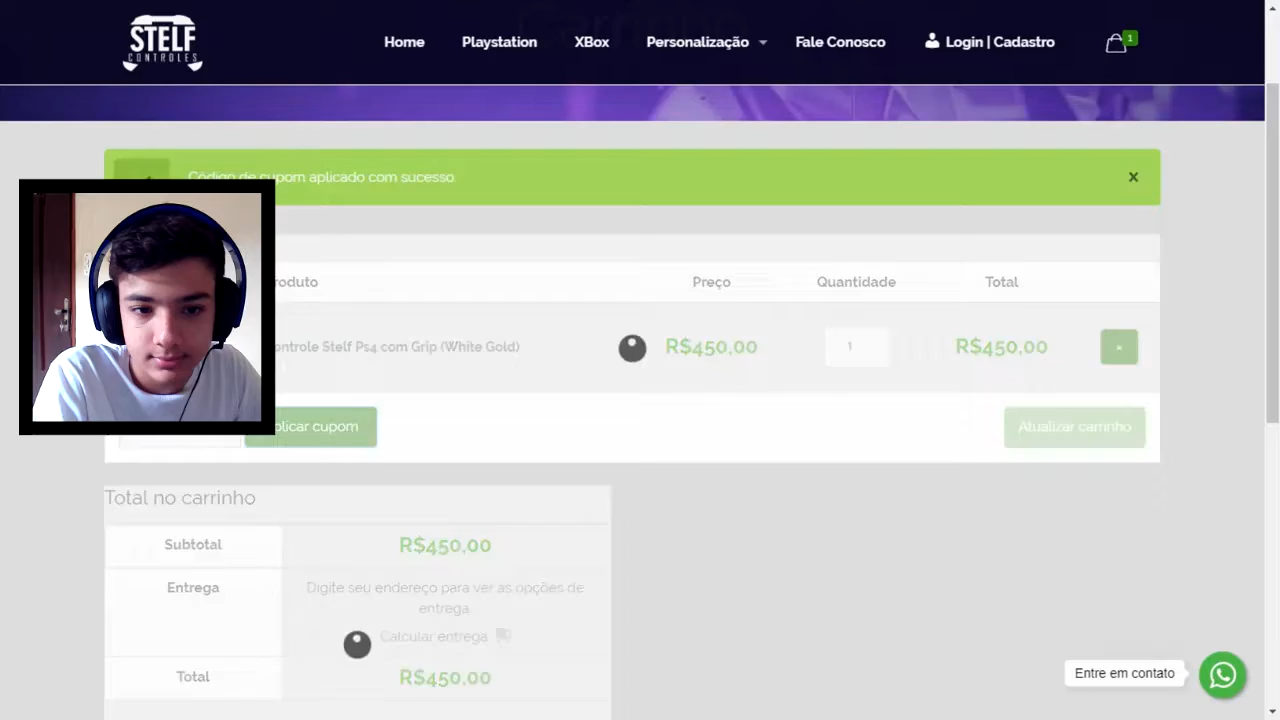 STELF
CONTROLES
Home
Playstation
XBox
Personalização
Fale Conosco
Login | Cadastro
1
Código de cupom aplicado com sucesso.
×
roduto
Preço
Quantidade
Total
ontrole Stelf Ps4 com Grip (White Gold)
R$450,00
1
R$450,00
×
plicar cupom
Atualizar carrinho
Total no carrinho
Subtotal
R$450,00
Entrega
Digite seu endereço para ver as opções de
entrega.
Calcular entrega
Total
R$450,00
Entre em contato